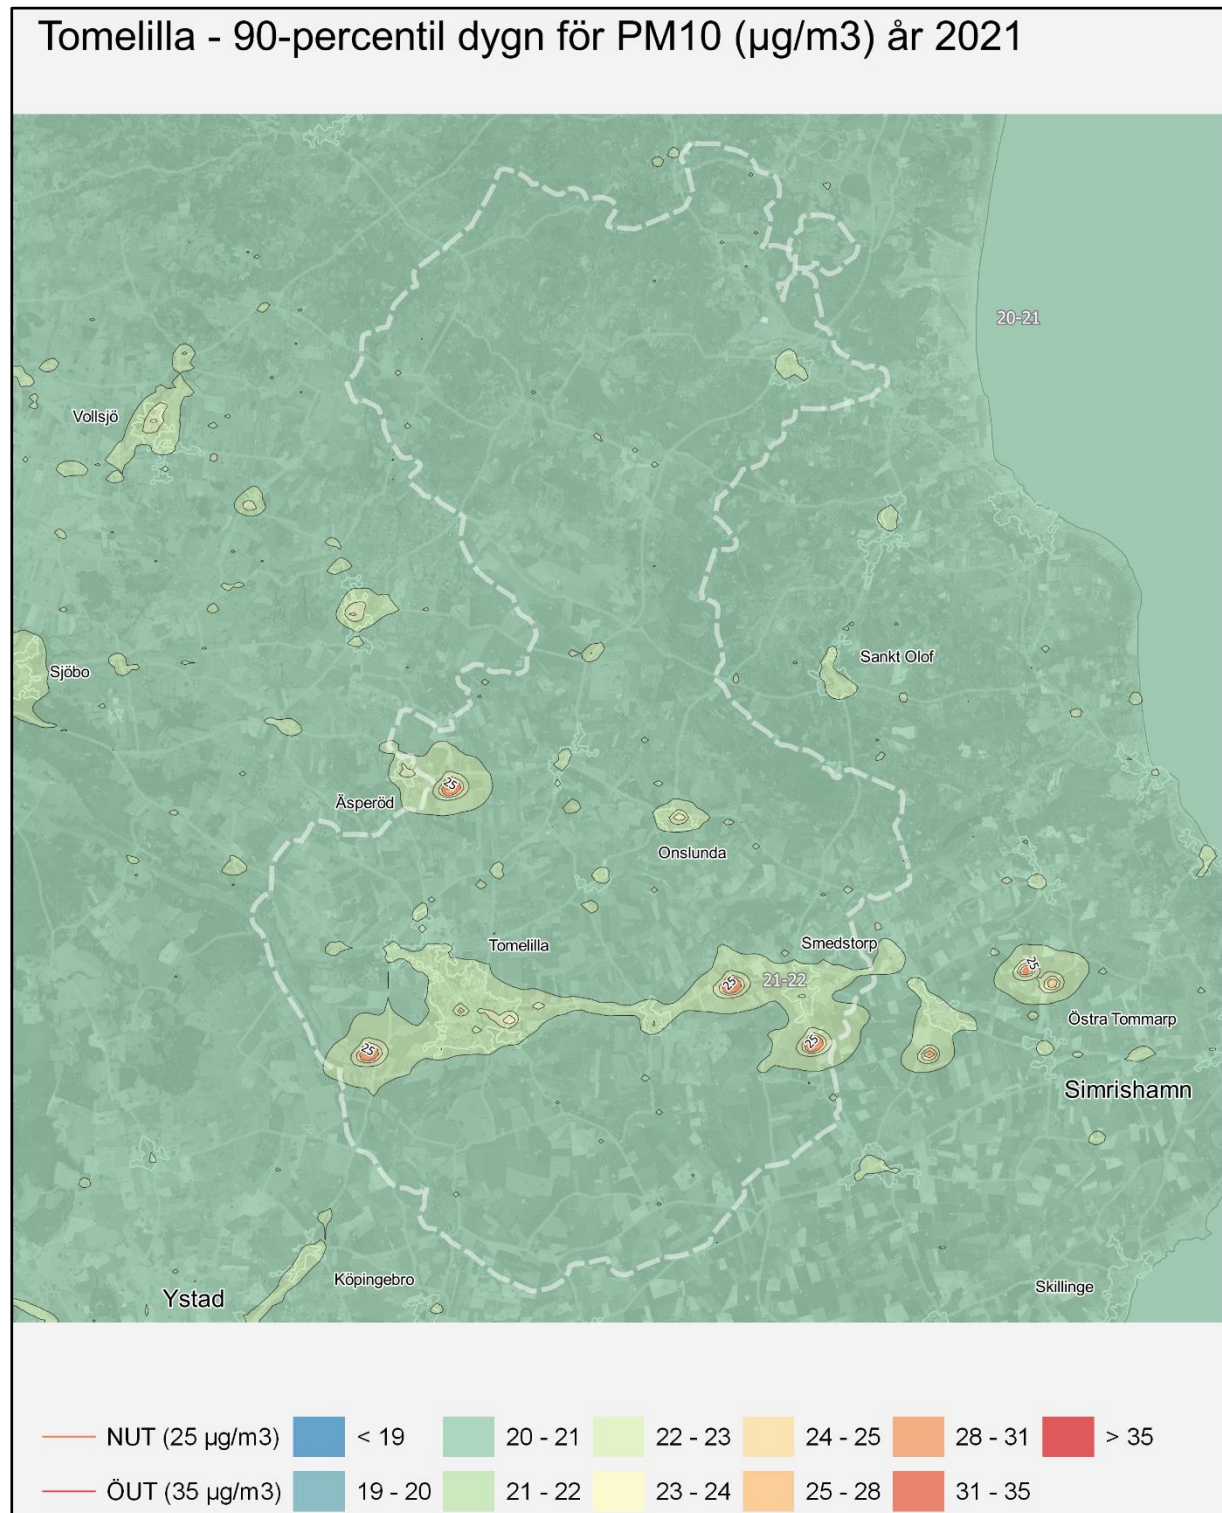 Tomelilla - 90-percentil dygn för PM10 (µg/m3) år 2021
20-21
Vollsjö
Sjöbo
Sankt Olof
25
Äsperöd
Onslunda
Tomelilla
Smedstorp
25
21-22
25
Östra Tommarp
25
25
Simrishamn
Köpingebro
Skillinge
Ystad
NUT (25 µg/m3)
< 19
20 - 21
22 - 23
24 - 25
28 - 31
> 35
ÖUT (35 µg/m3)
19 - 20
21 - 22
23 - 24
25 - 28
31 - 35